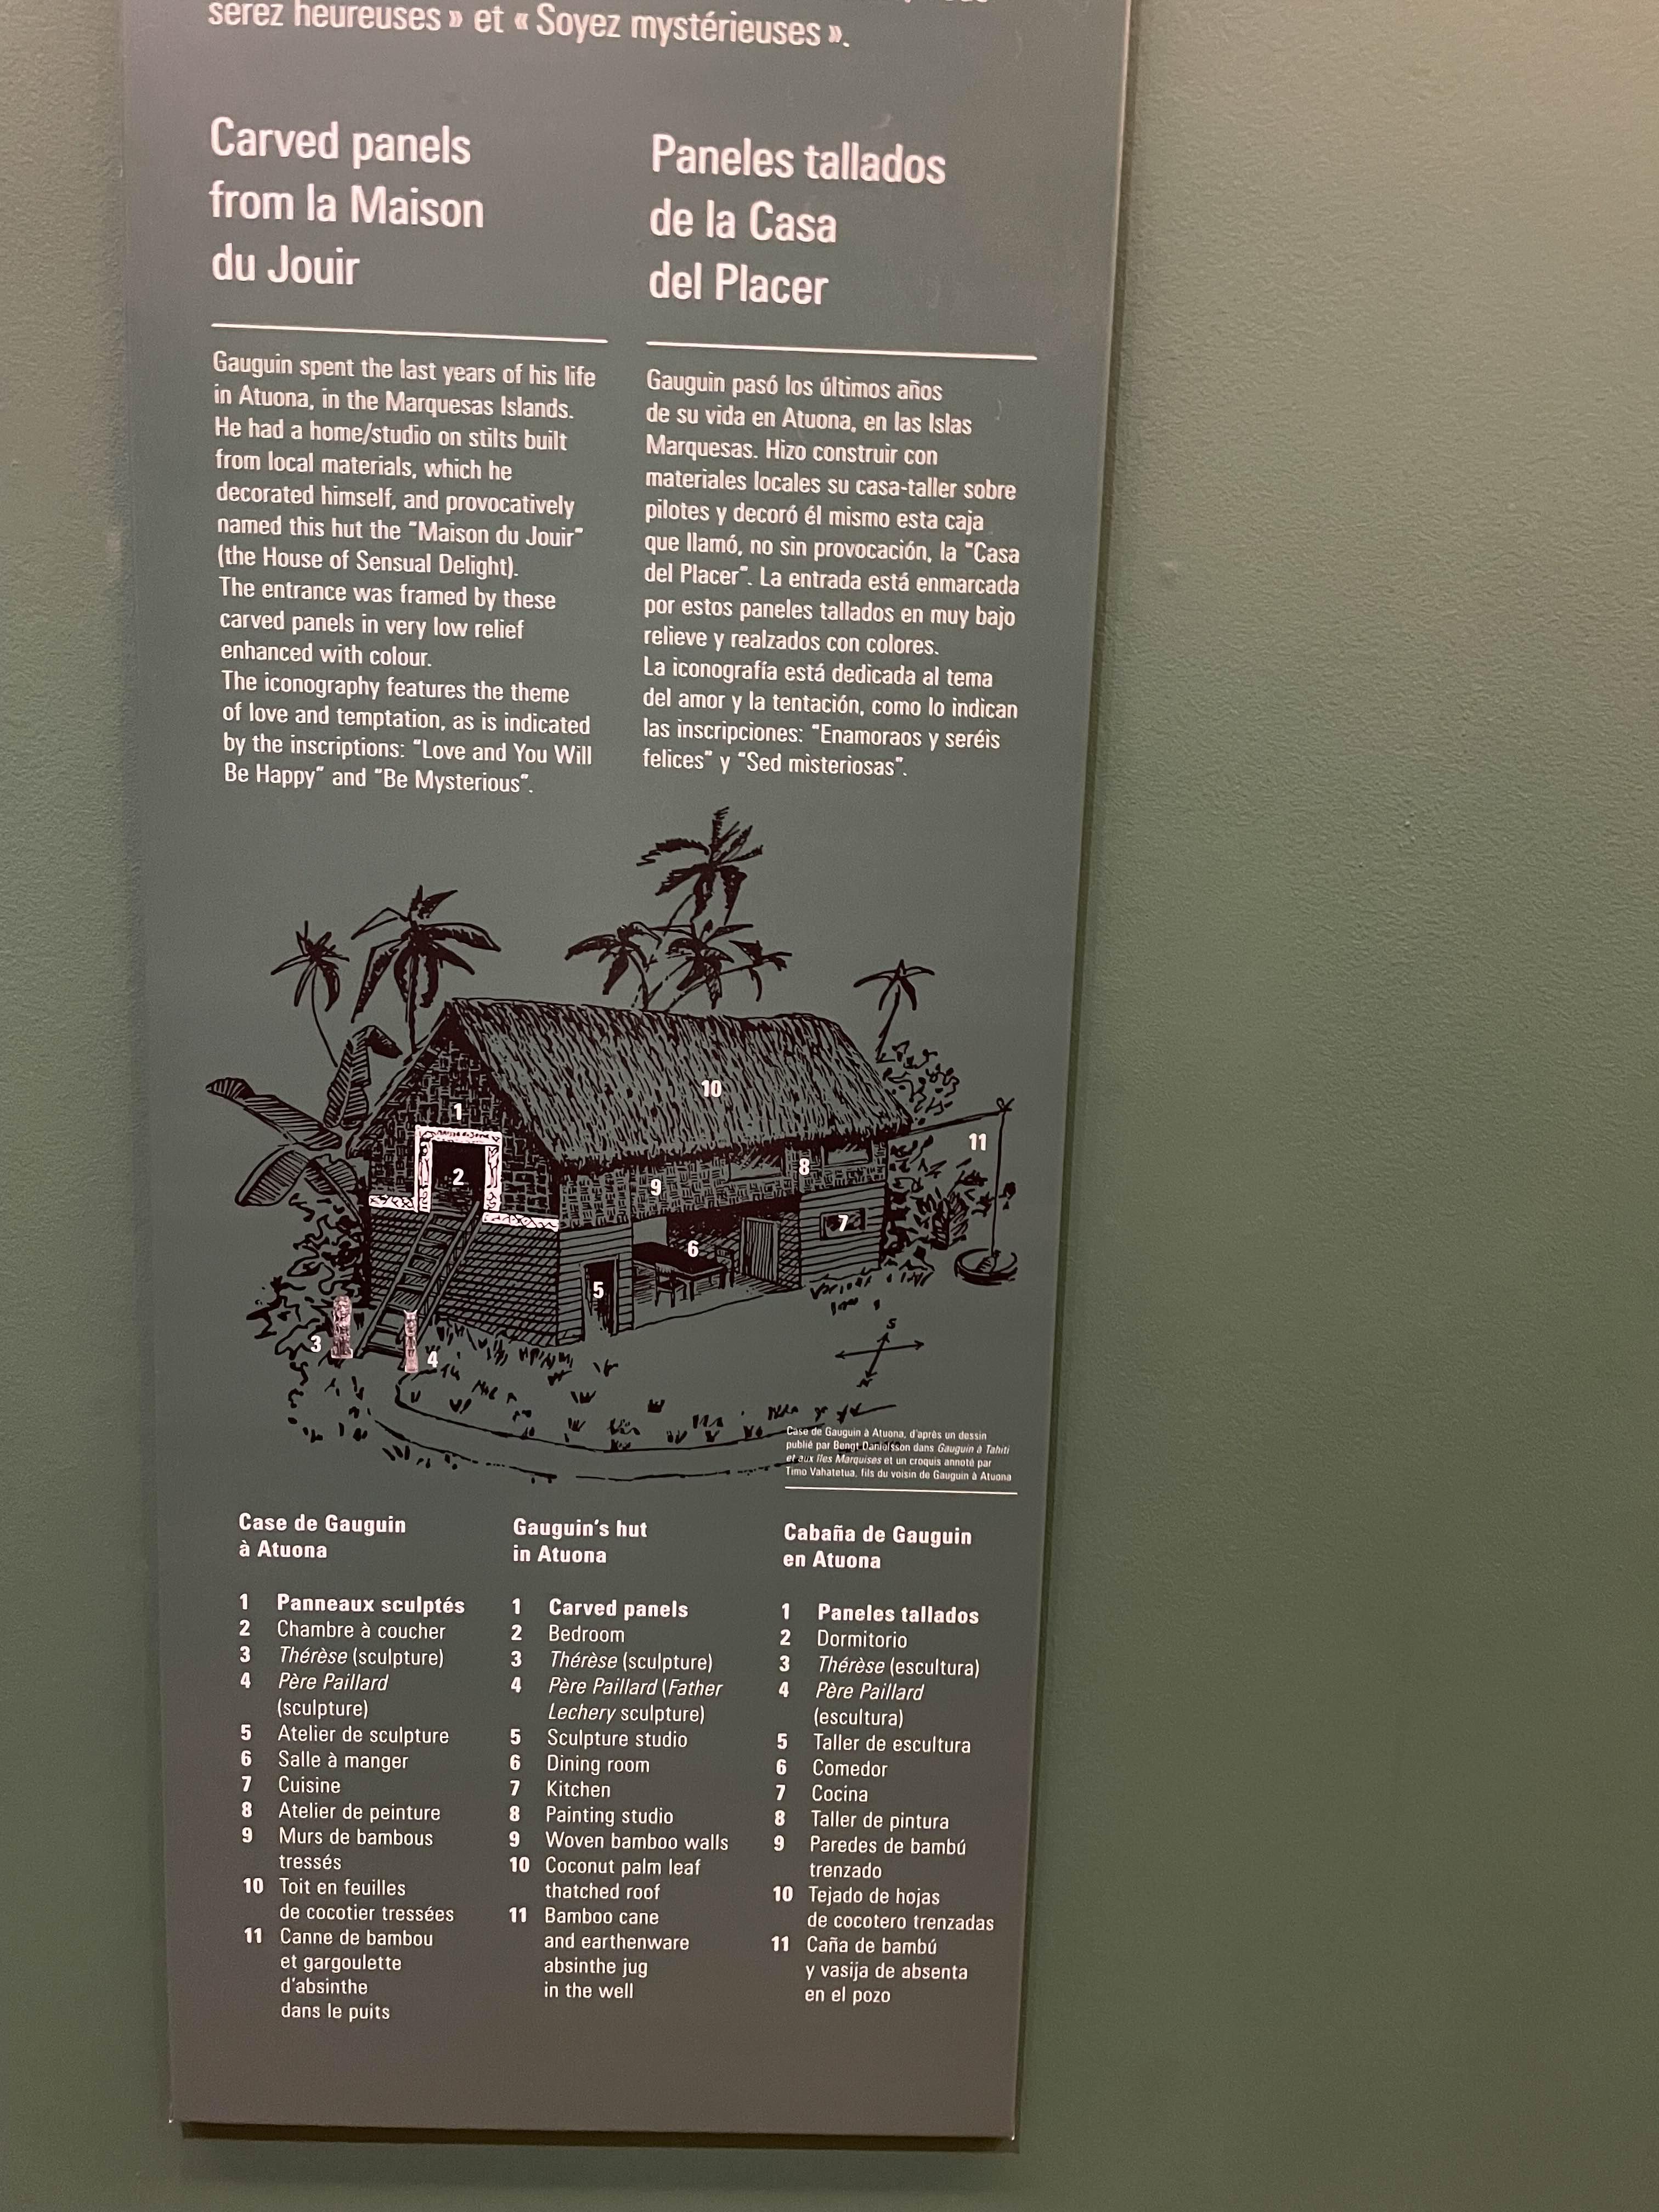 serez heureuses » et « Soyez mystérieuses ».
Carved panels
from la Maison
du Jouir
Gauguin spent the last years of his life
in Atuona, in the Marquesas Islands.
He had a home/studio on stilts built
from local materials, which he
decorated himself, and provocatively
named this hut the "Maison du Jouir"
(the House of Sensual Delight).
The entrance was framed by these
carved panels in very low relief
enhanced with colour.
The iconography features the theme
of love and temptation, as is indicated
by the inscriptions: "Love and You Will
Be Happy" and "Be Mysterious".
Paneles tallados
de la Casa
del Placer
Gauguin pasó los últimos años
de su vida en Atuona, en las Islas
Marquesas. Hizo construir con
materiales locales su casa-taller sobre
pilotes y decoró él mismo esta caja
que llamó, no sin provocación, la "Casa
del Placer". La entrada está enmarcada
por estos paneles tallados en muy bajo
relieve y realzados con colores.
La iconografía está dedicada al tema
del amor y la tentación, como lo indican
las inscripciones: "Enamoraos y seréis
felices" y "Sed misteriosas".
10
1
11
2
8
9
7
6
5
3
4
S
N
Case de Gauguin à Atuona, d'après un dessin
publié par Bengt Danielsson dans Gauguin à Tahiti
et aux îles Marquises et un croquis annoté par
Timo Vahatetua, fils du voisin de Gauguin à Atuona
Case de Gauguin
à Atuona
1 Panneaux sculptés
2 Chambre à coucher
3 Thérèse (sculpture)
4 Père Paillard
(sculpture)
5 Atelier de sculpture
6 Salle à manger
7 Cuisine
8 Atelier de peinture
9 Murs de bambous
tressés
10 Toit en feuilles
de cocotier tressées
11 Canne de bambou
et gargoulette
d'absinthe
dans le puits
Gauguin's hut
in Atuona
1 Carved panels
2 Bedroom
3 Thérèse (sculpture)
4 Père Paillard (Father
Lechery sculpture)
5 Sculpture studio
6 Dining room
7 Kitchen
8 Painting studio
9 Woven bamboo walls
10 Coconut palm leaf
thatched roof
11 Bamboo cane
and earthenware
absinthe jug
in the well
Cabaña de Gauguin
en Atuona
1 Paneles tallados
2 Dormitorio
3 Thérèse (escultura)
4 Père Paillard
(escultura)
5 Taller de escultura
6 Comedor
7 Cocina
8 Taller de pintura
9 Paredes de bambú
trenzado
10 Tejado de hojas
de cocotero trenzadas
11 Caña de bambú
y vasija de absenta
en el pozo